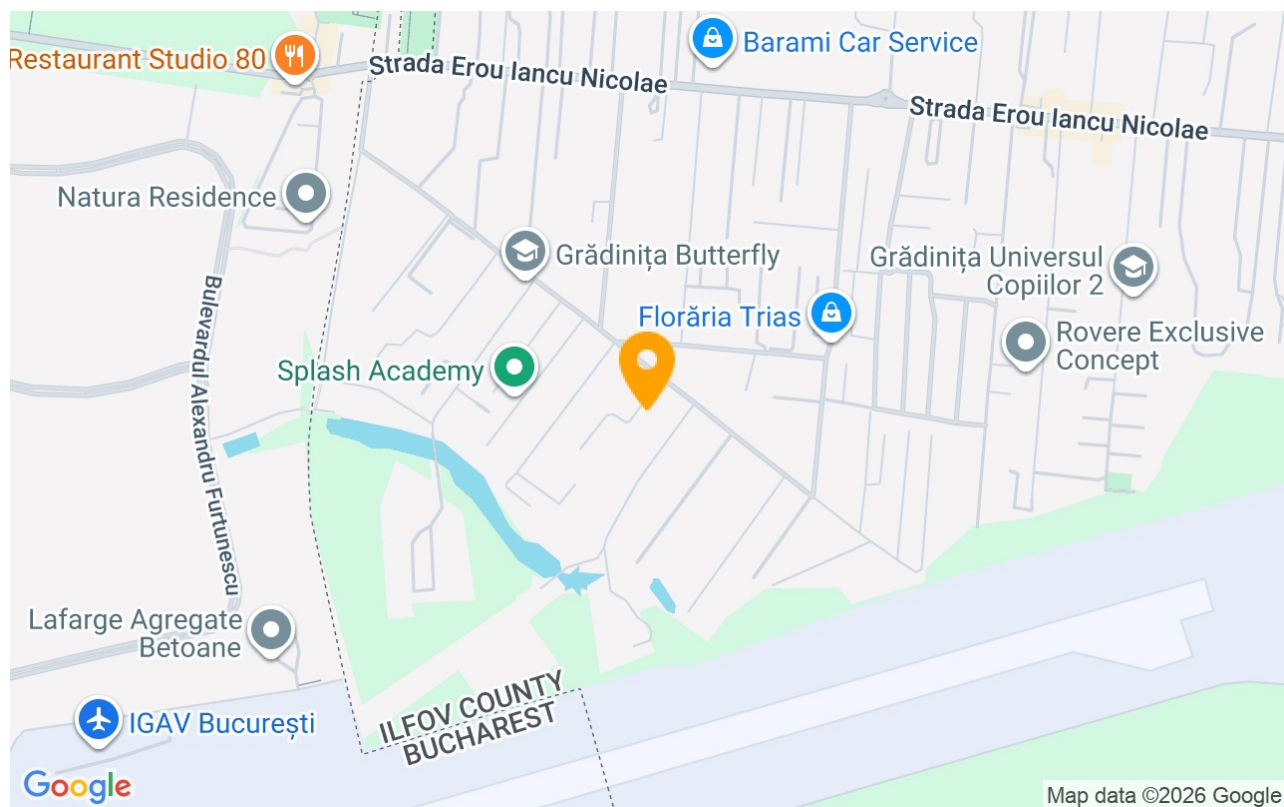 Restaurant Studio 80
Barami Car Service
Strada Erou Iancu Nicolae
Strada Erou Iancu Nicolae
Natura Residence
Grădinița Butterfly
Grădinița Universul
Copiilor 2
Florăria Trias
Rovere Exclusive
Concept
Splash Academy
Bulevardul Alexandru Furtunescu
Lafarge Agregate
Betoane
ILFOV COUNTY
BUCHAREST
IGAV București
Google
Map data ©2026 Google